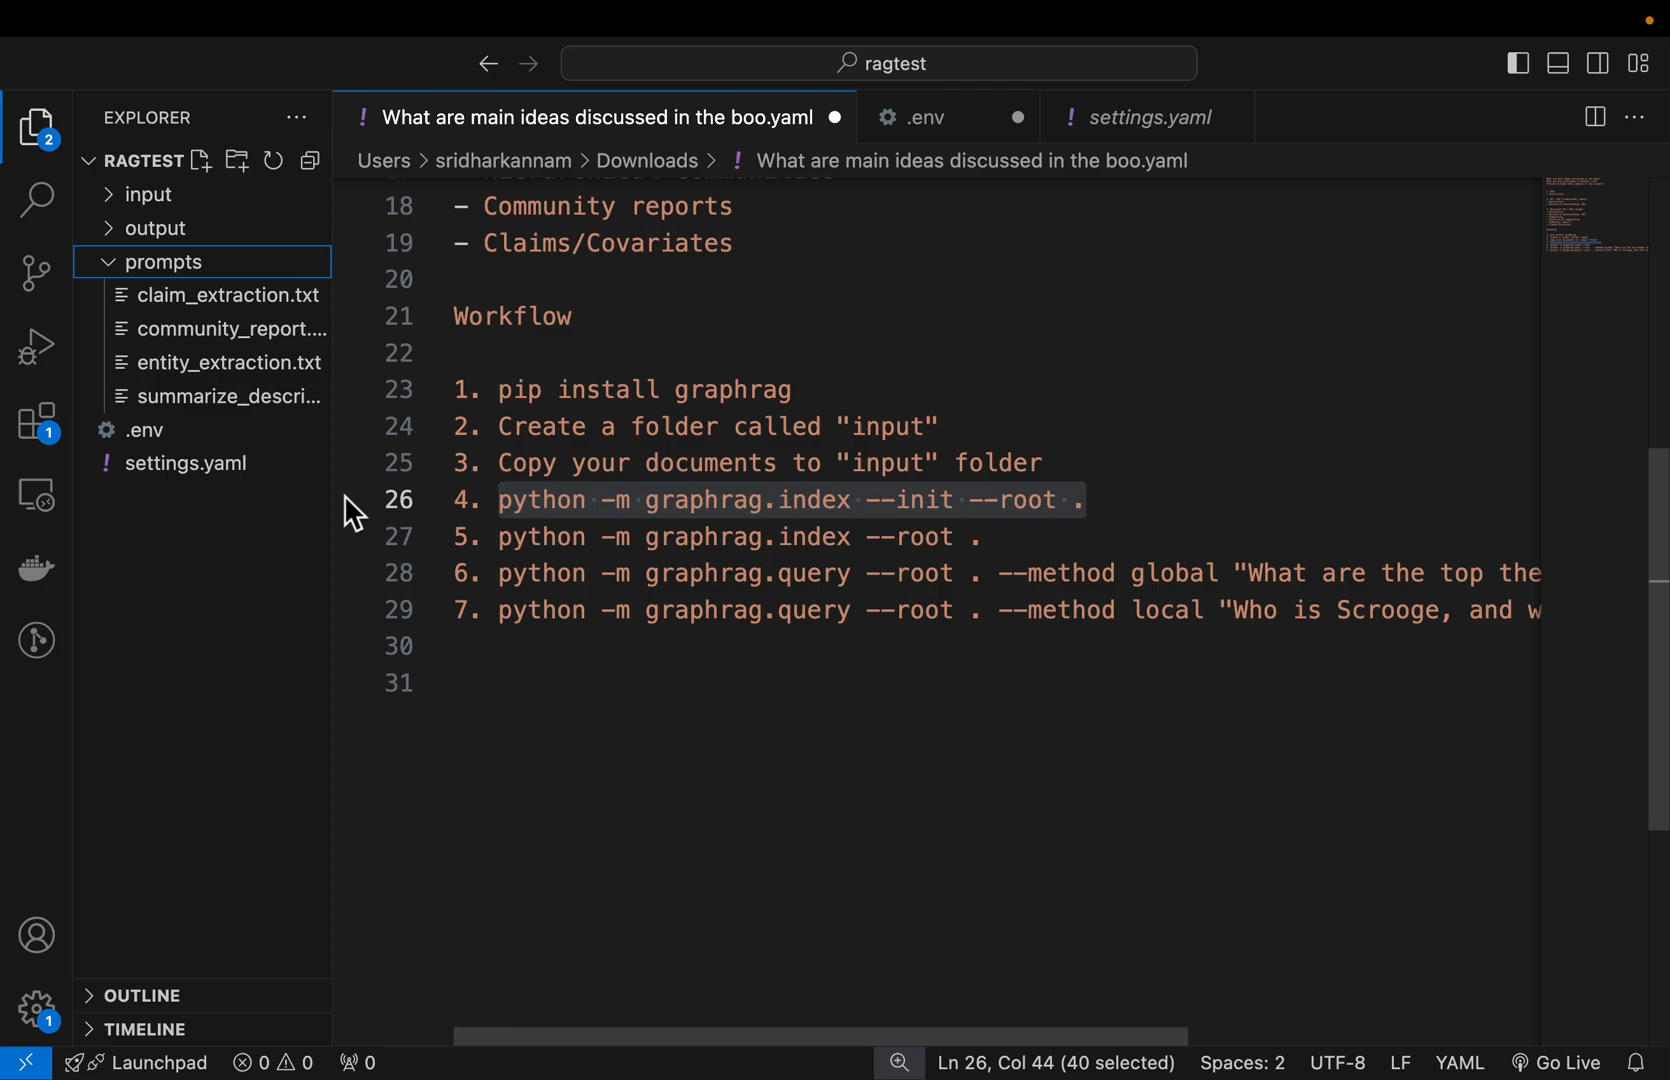 ragtest
EXPLORER
What are main ideas discussed in the boo.yaml
.env
settings.yaml
2
RAGTEST
Users > sridharkannam > Downloads > ! What are main ideas discussed in the boo.yaml
input
output
prompts
claim_extraction.txt
community_report....
entity_extraction.txt
summarize_descri...
.env
! settings.yaml
18 - Community reports
19 - Claims/Covariates
20
21 Workflow
22
23 1. pip install graphrag
24 2. Create a folder called "input"
25 3. Copy your documents to "input" folder
26 4. python -m graphrag.index --init --root .
27 5. python -m graphrag.index --root .
28 6. python -m graphrag.query --root . --method global "What are the top the
29 7. python -m graphrag.query --root . --method local "Who is Scrooge, and w
30
31
1
OUTLINE
TIMELINE
1
Launchpad 0 0 0 Ln 26, Col 44 (40 selected) Spaces: 2 UTF-8 LF YAML Go Live